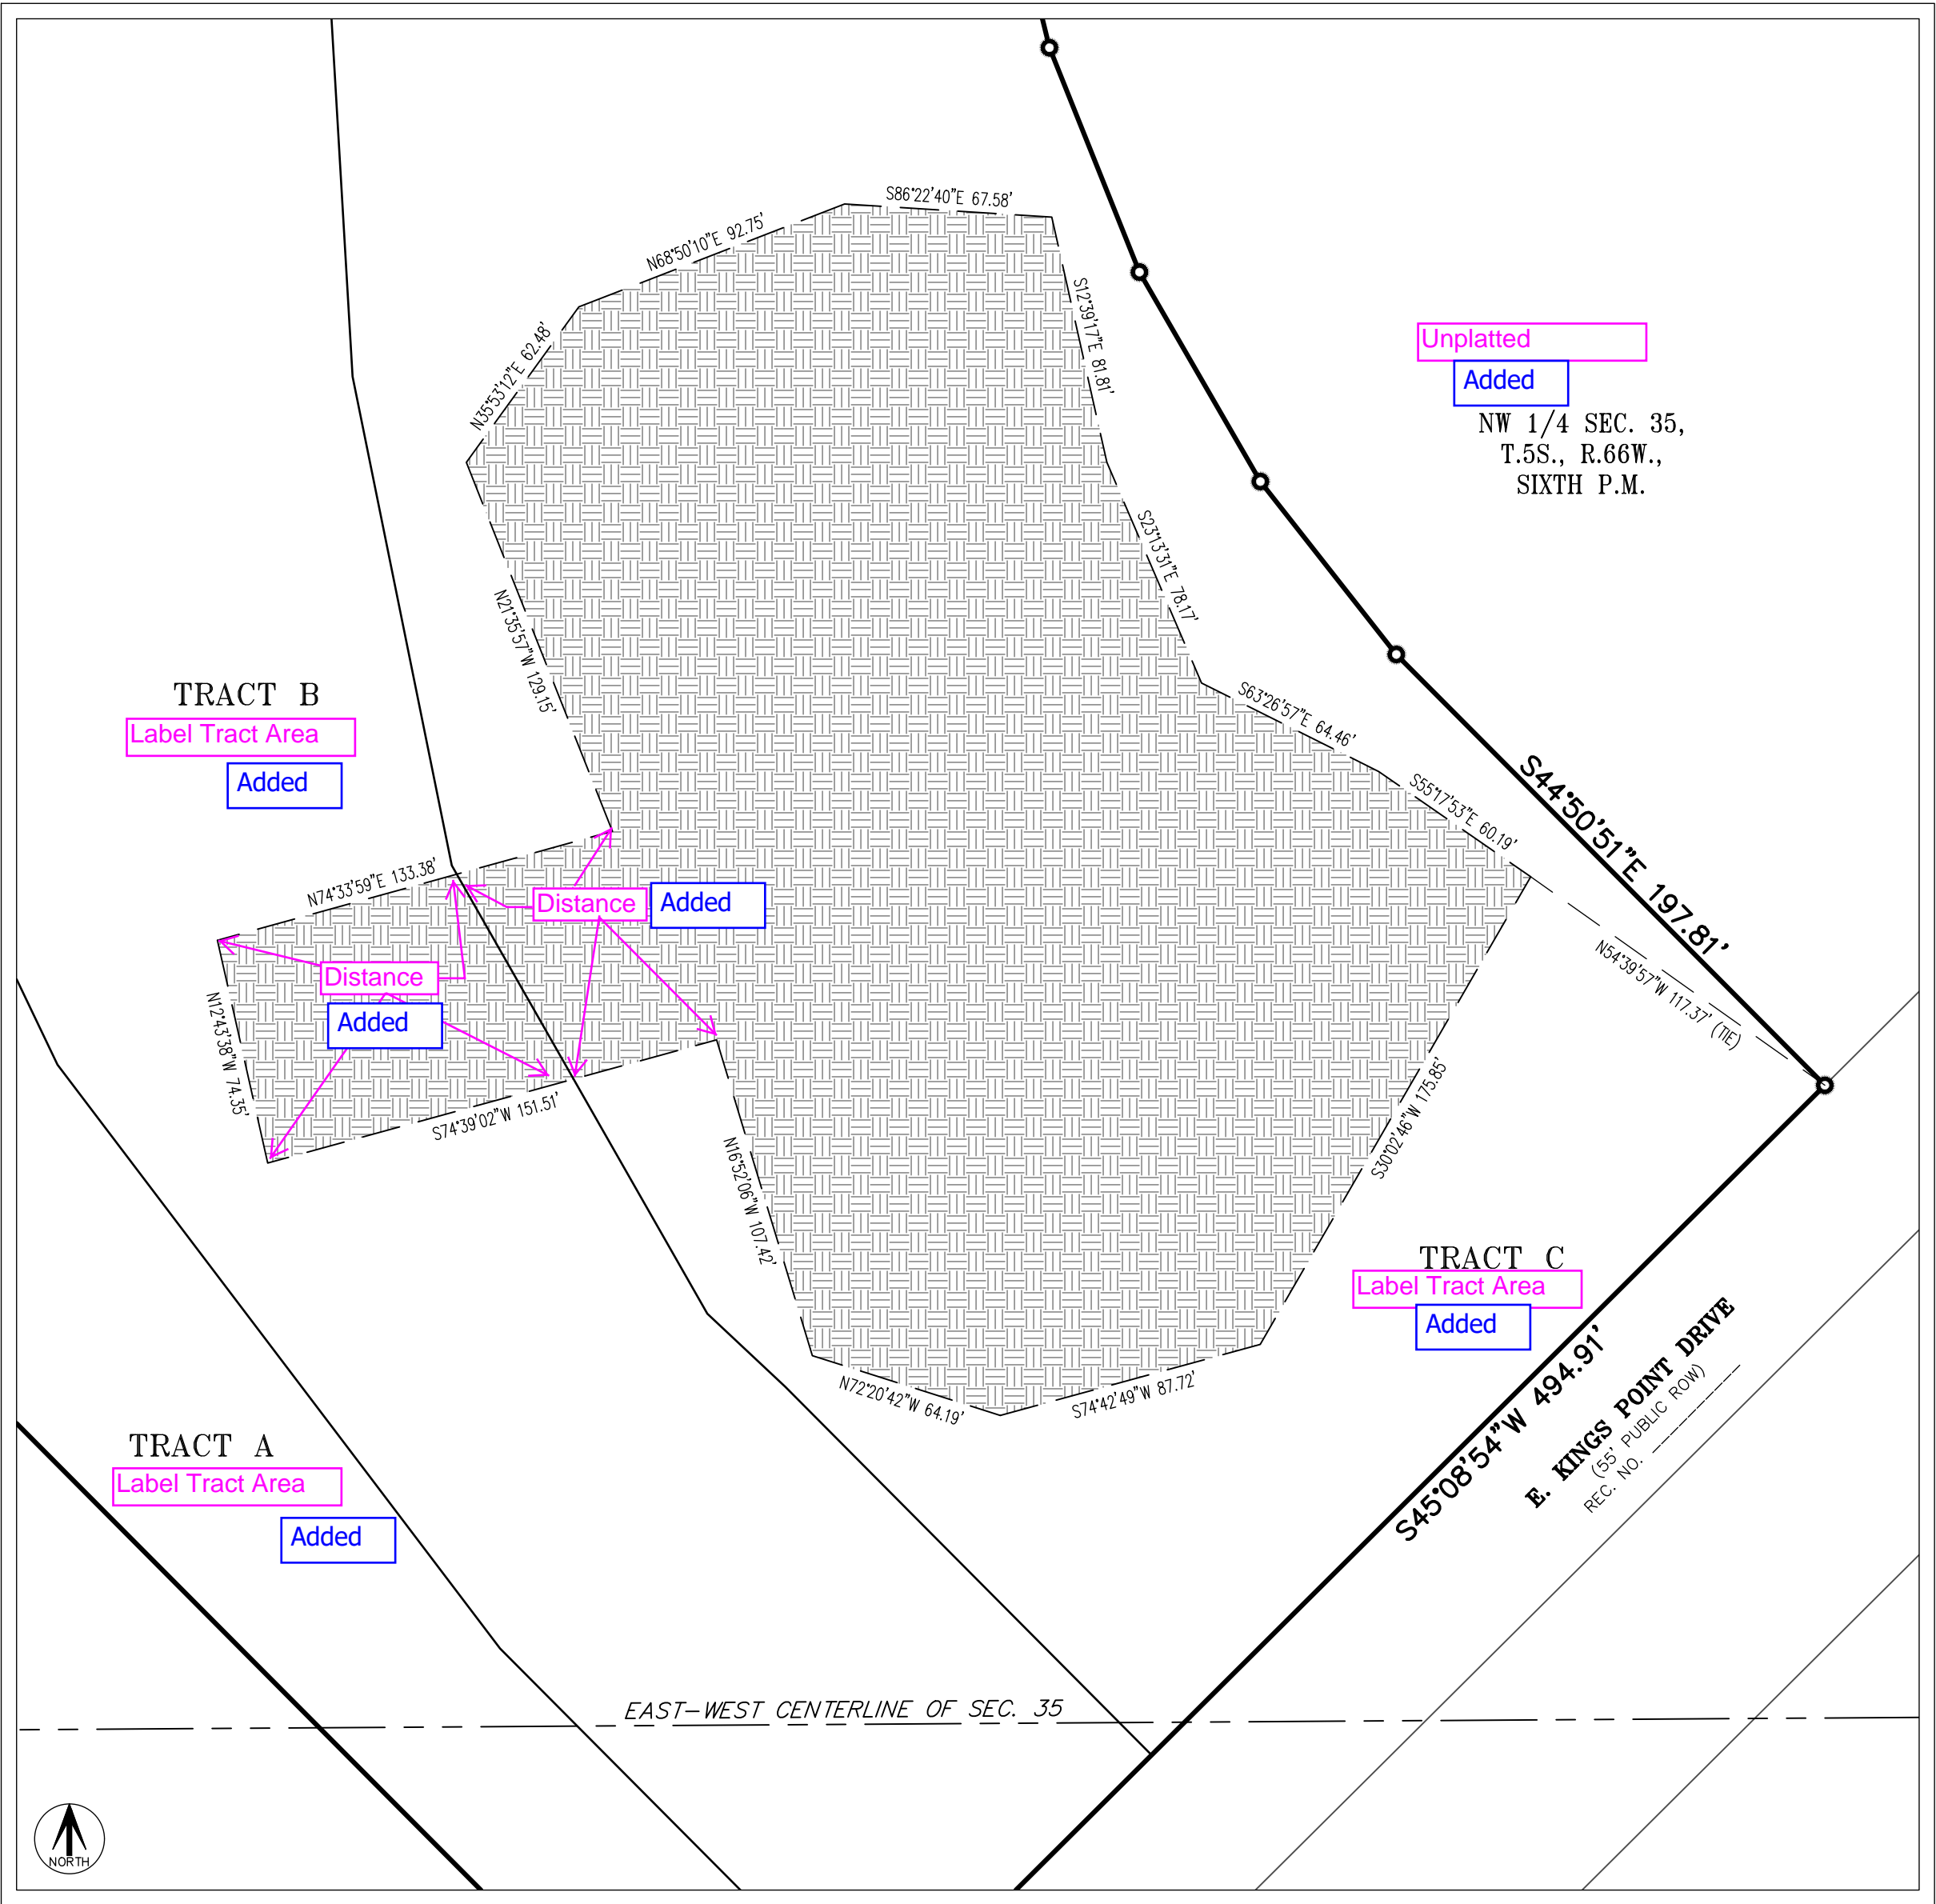 S86°22'40"E 67.58'
N68°50'10"E 92.75'
S12°39'17"E 81.81'
N35°53'12"E 62.48'
Unplatted
Added
NW 1/4 SEC. 35,
T.5S., R.66W.,
SIXTH P.M.
S23°13'31"E 78.17'
N21°35'57"W 129.15'
TRACT B
Label Tract Area
Added
S63°26'57"E 64.46'
S55°17'53"E 60.19'
S44°50'51"E 197.81'
N74°33'59"E 133.38'
Distance
Added
N54°39'57"W 117.37' (TIE)
Distance
Added
N12°43'38"W 74.35'
S74°39'02"W 151.51'
S30°02'46"W 175.85'
N16°52'06"W 107.42'
TRACT C
Label Tract Area
Added
N72°20'42"W 64.19'
S74°42'49"W 87.72'
S45°08'54"W 494.91'
E. KINGS POINT DRIVE
(55' PUBLIC ROW)
REC. NO. __________
TRACT A
Label Tract Area
Added
EAST-WEST CENTERLINE OF SEC. 35
NORTH